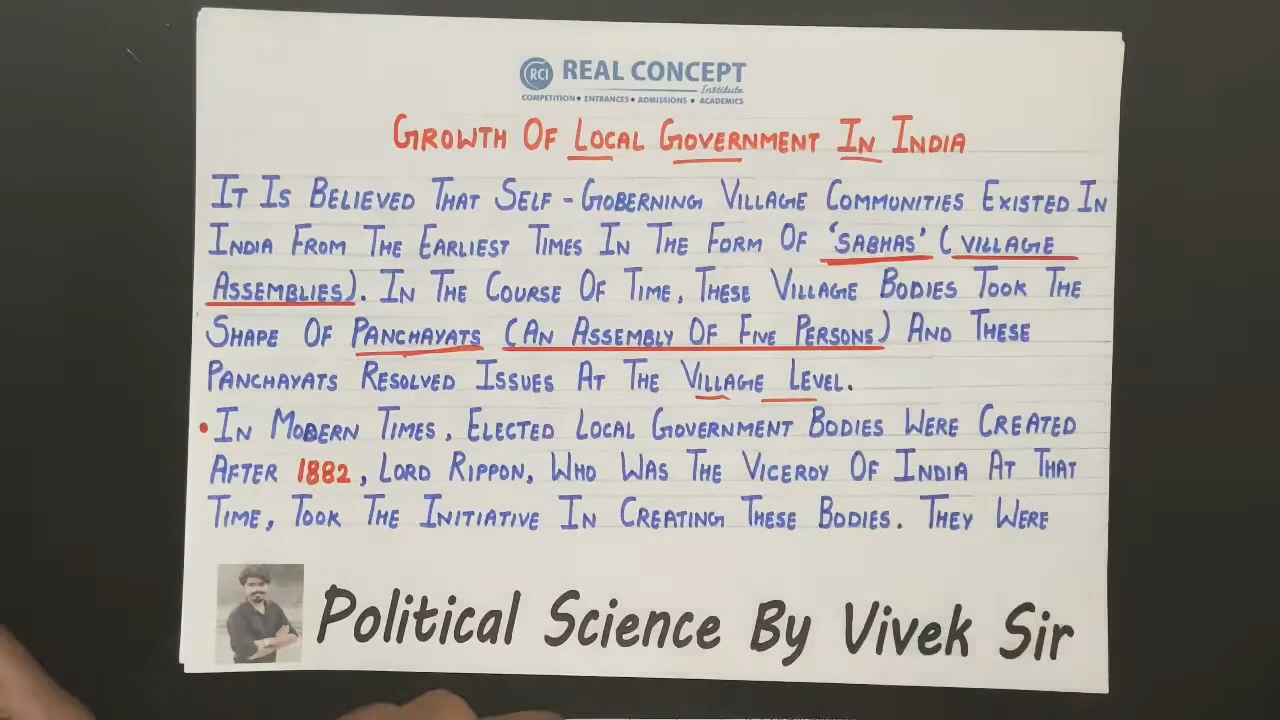 RCI REAL CONCEPT
Institute
COMPETITION • ENTRANCES • ADMISSIONS • ACADEMICS
GROWTH OF LOCAL GOVERNMENT IN INDIA
IT IS BELIEVED THAT SELF - GOBERNING VILLAGE COMMUNITIES EXISTED IN
INDIA FROM THE EARLIEST TIMES IN THE FORM OF 'SABHAS' (VILLAGE
ASSEMBLIES). IN THE COURSE OF TIME, THESE VILLAGE BODIES TOOK THE
SHAPE OF PANCHAYATS (AN ASSEMBLY OF FIVE PERSONS) AND THESE
PANCHAYATS RESOLVED ISSUES AT THE VILLAGE LEVEL.
• IN MODERN TIMES, ELECTED LOCAL GOVERNMENT BODIES WERE CREATED
AFTER 1882, LORD RIPPON, WHO WAS THE VICEROY OF INDIA AT THAT
TIME, TOOK THE INITIATIVE IN CREATING THESE BODIES. THEY WERE
Political Science By Vivek Sir